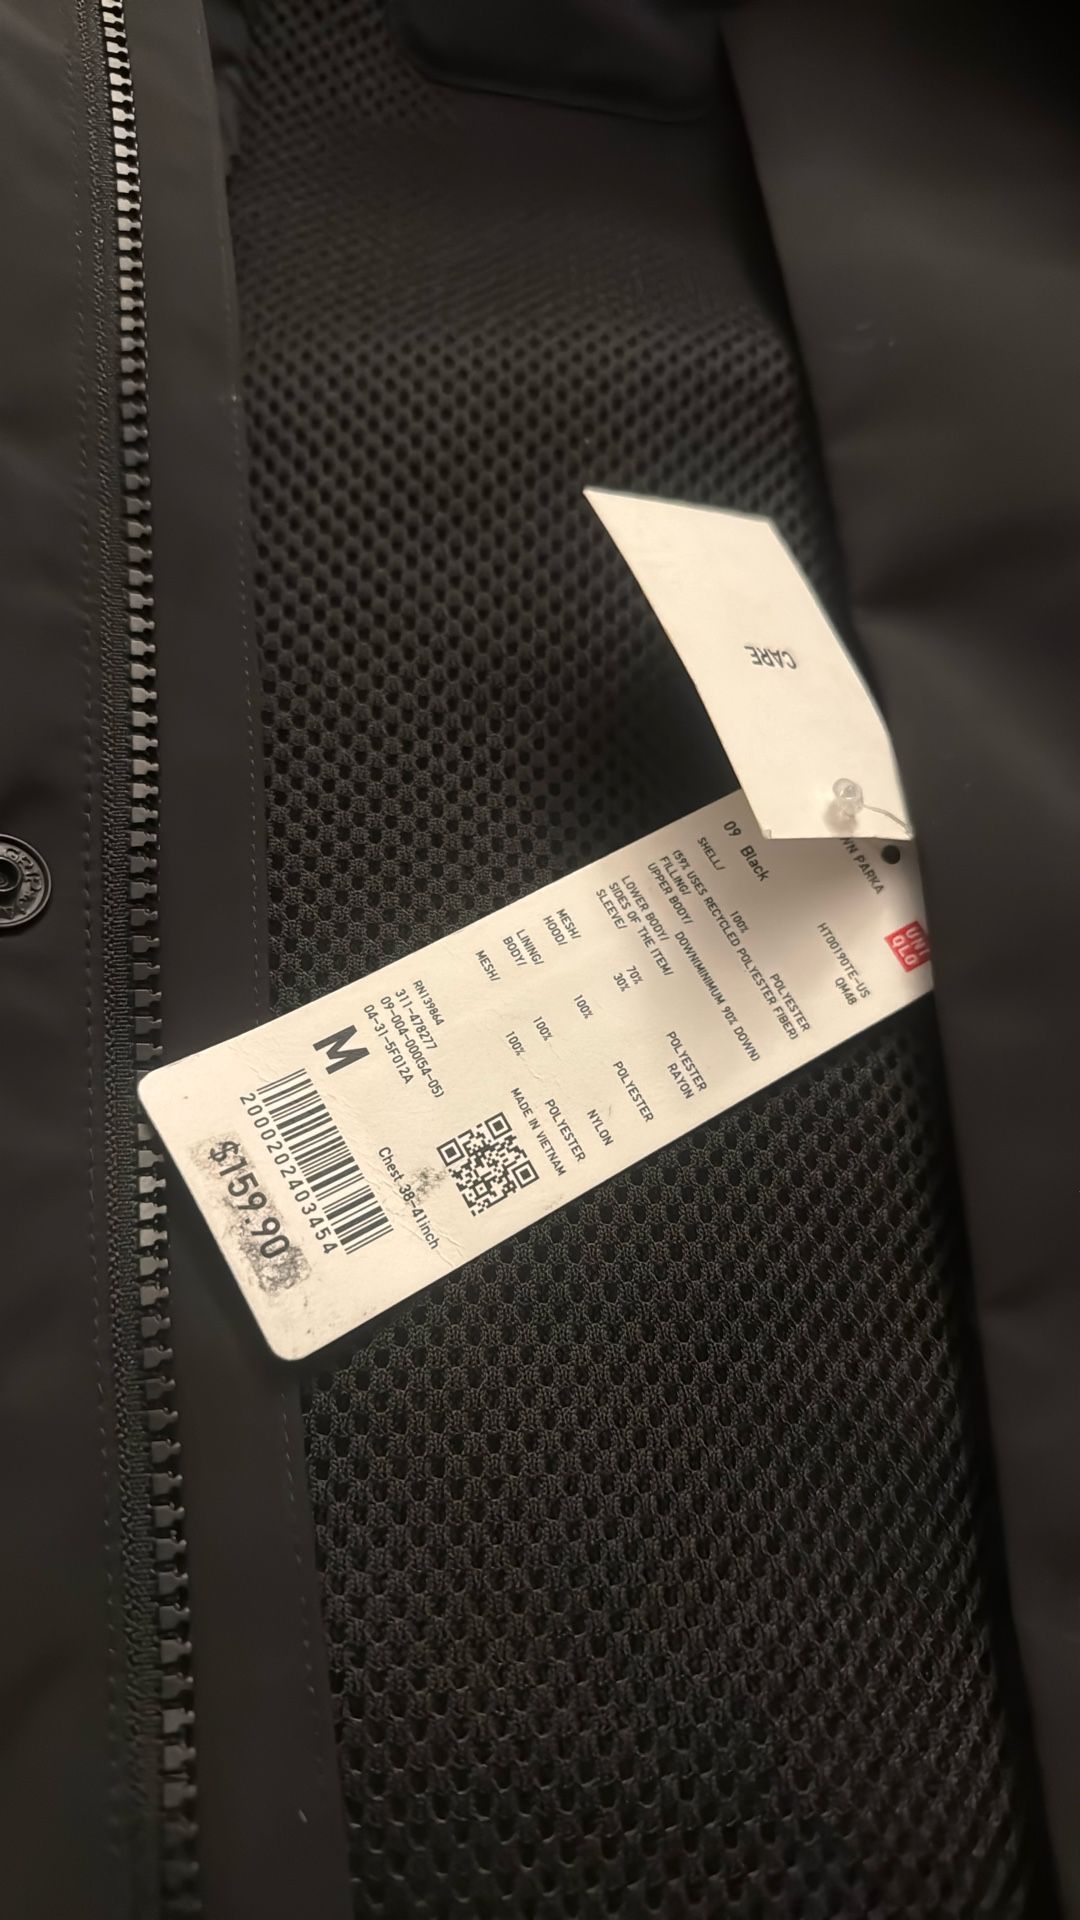 CARE
UNI
QLO
WN PARKA
HT00190TE-US
QM48
09 Black
SHELL/
100% POLYESTER
(59% USES RECYCLED POLYESTER FIBER)
FILLING/
UPPER BODY/ DOWN(MINIMUM 90% DOWN)
LOWER BODY/
SIDES OF THE ITEM/
SLEEVE/
70% POLYESTER
30% RAYON
MESH/
HOOD/
100% POLYESTER
LINING/
BODY/
100% NYLON
MESH/
100% POLYESTER
MADE IN VIETNAM
RN139864
311-478277
09-004-000(54-05)
04-31-5F012A
M
Chest 38-41inch
2000202403454
$159.90